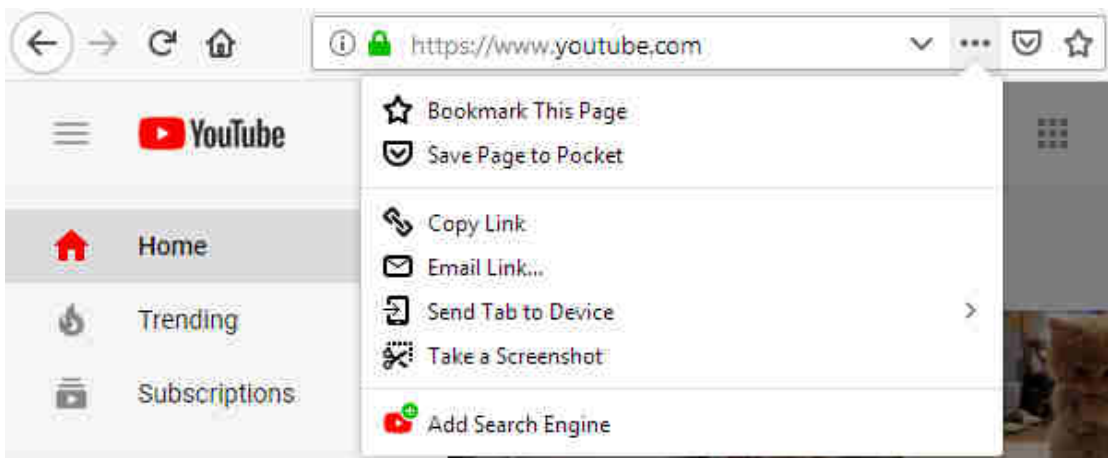 https://www.youtube.com
Bookmark This Page
YouTube
Save Page to Pocket
Copy Link
Home
Email Link...
Trending
Send Tab to Device
Take a Screenshot
Subscriptions
Add Search Engine